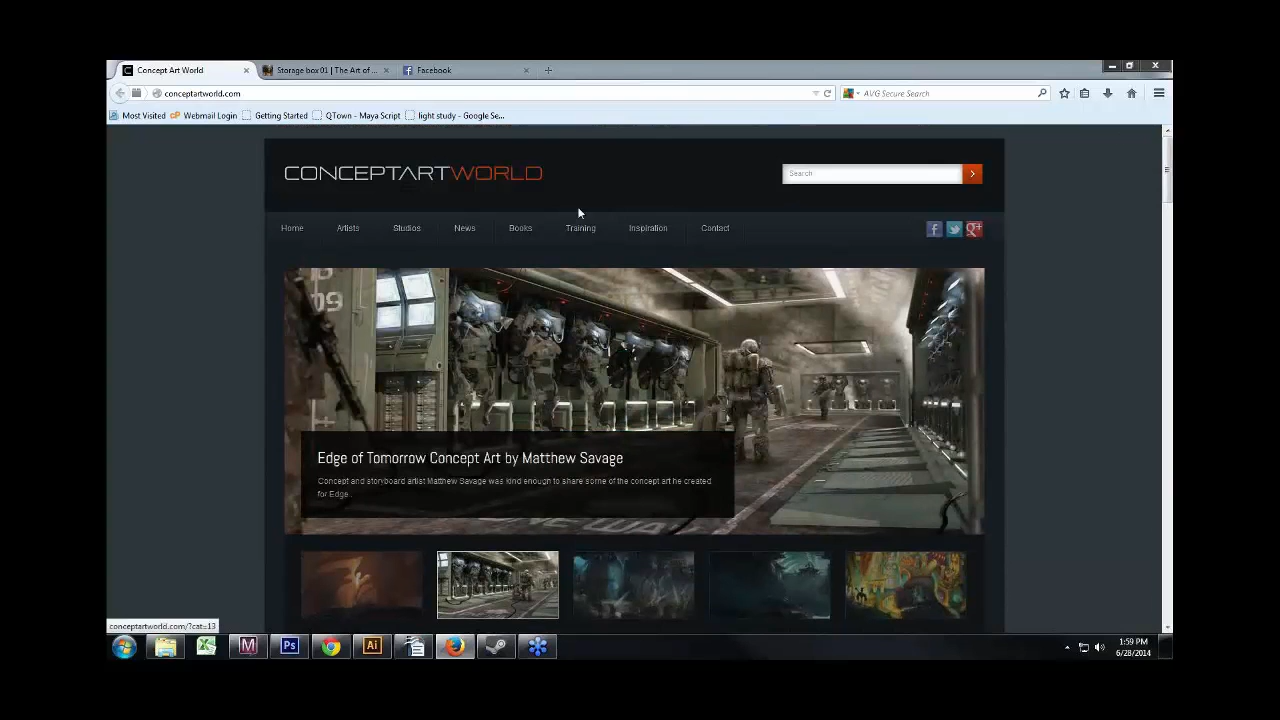 Concept Art World
Storage box 01 | The Art of ...
Facebook
conceptartworld.com
AVG Secure Search
Most Visited
Webmail Login
Getting Started
QTown - Maya Script
light study - Google Se...
CONCEPTARTWORLD
Search
Home
Artists
Studios
News
Books
Training
Inspiration
Contact
09
Edge of Tomorrow Concept Art by Matthew Savage
Concept and storyboard artist Matthew Savage was kind enough to share some of the concept art he created
for Edge .
ONE-WAY
conceptartworld.com/?cat=13
1:59 PM
6/28/2014